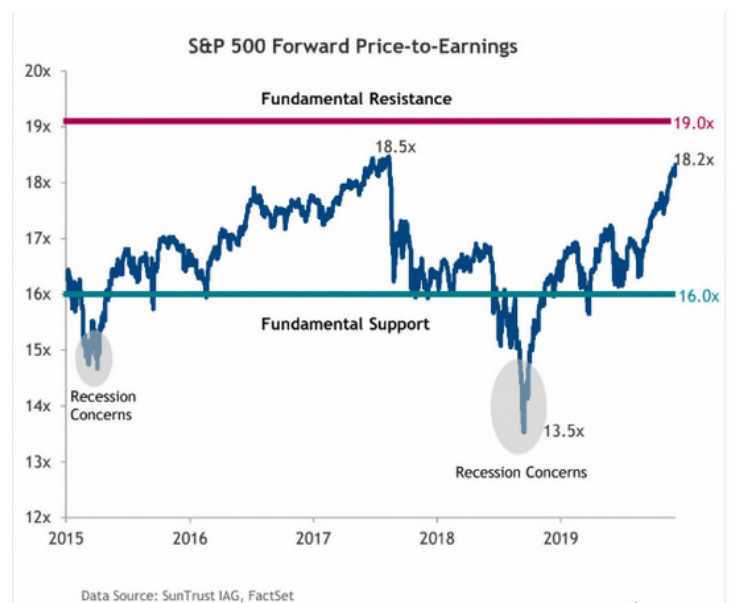 S&P 500 Forward Price-to-Earnings
20x
Fundamental Resistance
19x
19.0x
18.5x
18.2x
18x
17x
16x
16.0x
Fundamental Support
15x
Recession
Concerns
14x
13.5x
13x
Recession Concerns
12x
2015 2016 2017 2018 2019
Data Source: SunTrust IAG, FactSet